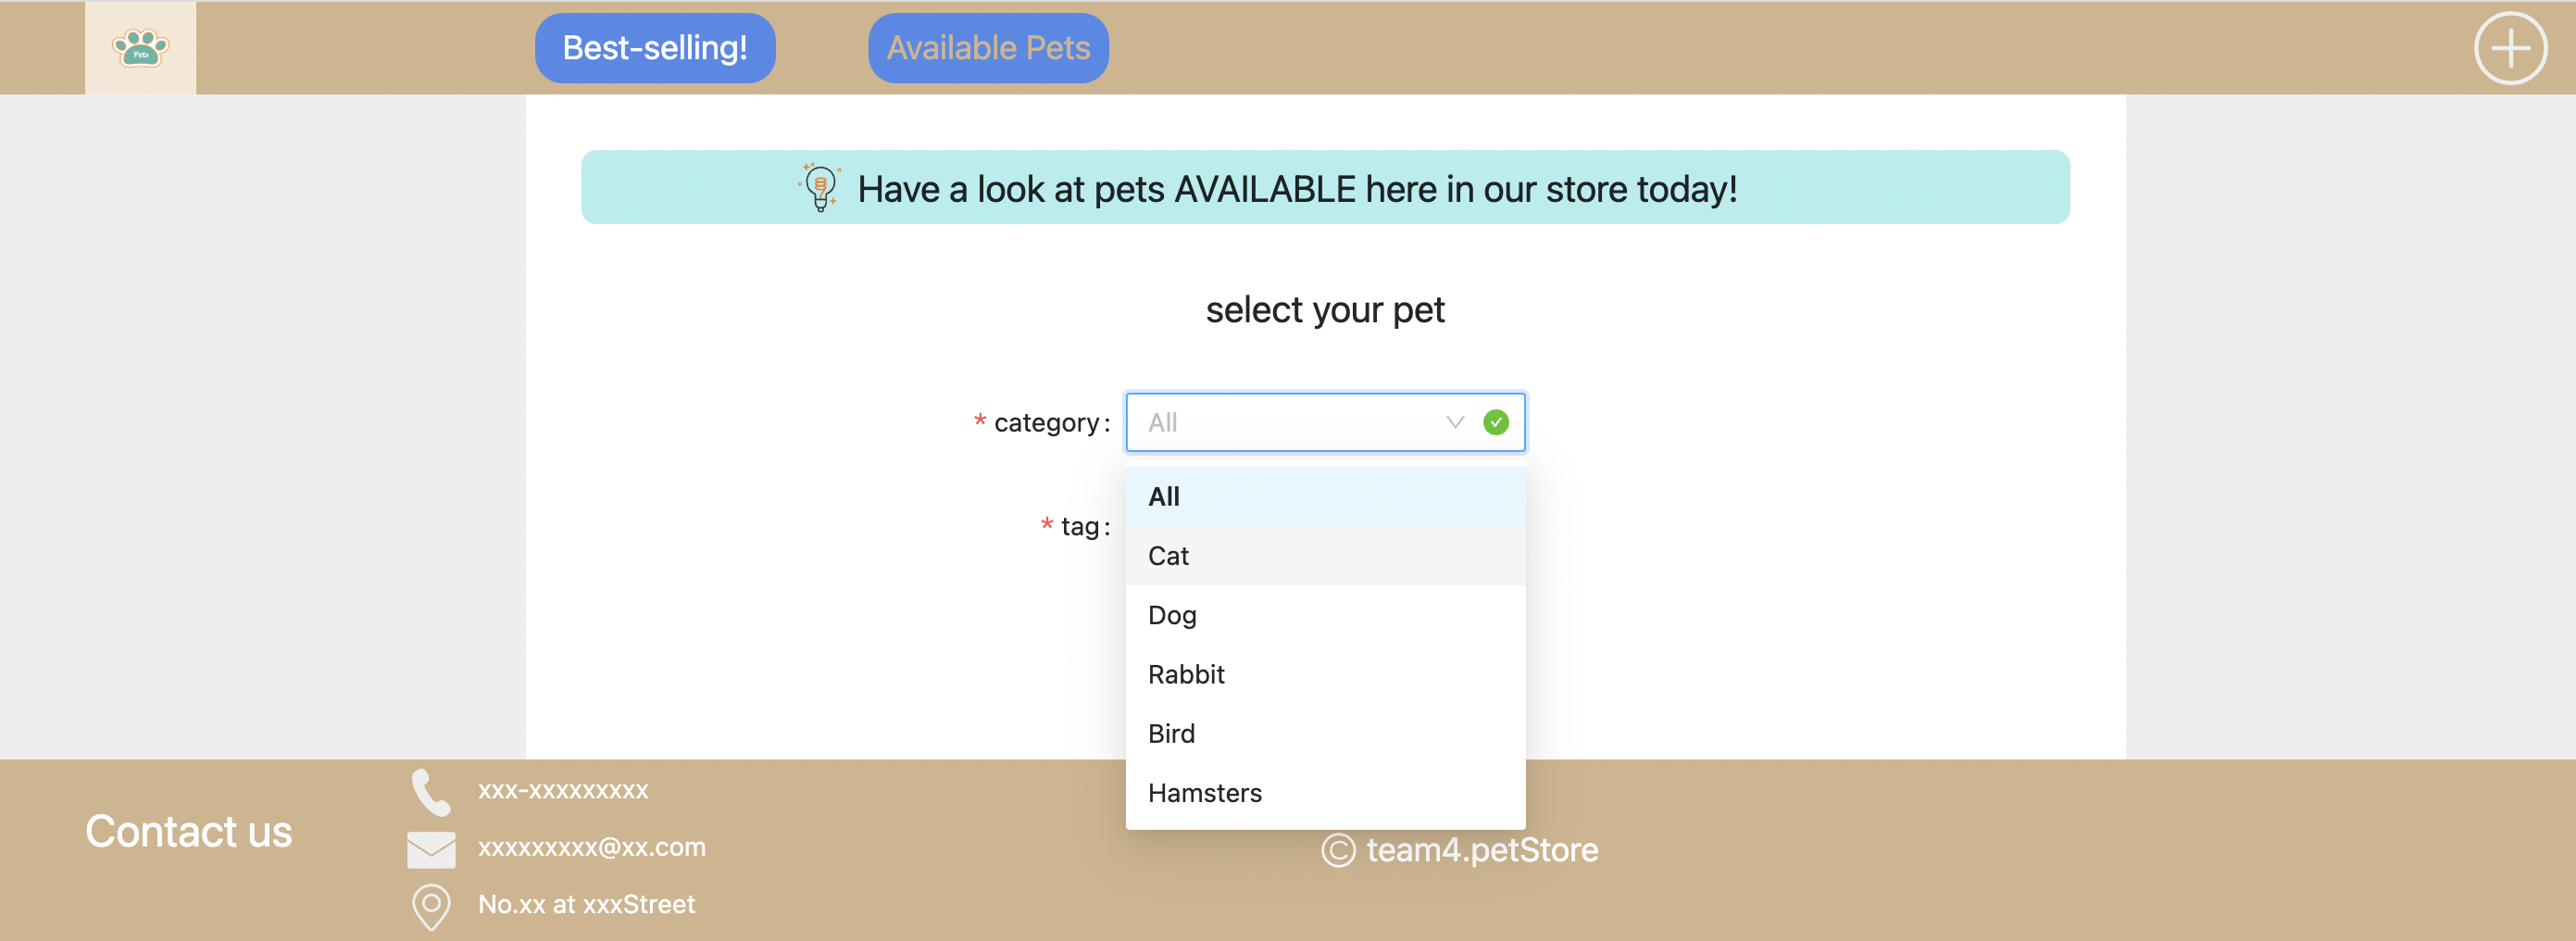 Pets
Best-selling!
Available Pets
Have a look at pets AVAILABLE here in our store today!
select your pet
* category:
All
All
Cat
Dog
Rabbit
Bird
Hamsters
* tag:
Contact us
xxx-xxxxxxxxx
xxxxxxxxx@xx.com
No.xx at xxxStreet
© team4.petStore